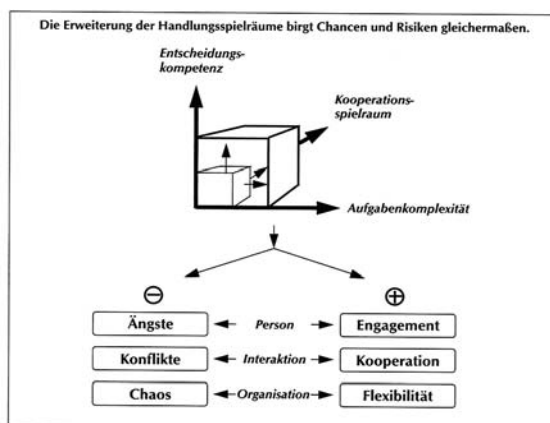 Die Erweiterung der Handlungsspielräume birgt Chancen und Risiken gleichermaßen.
Entscheidungs-
kompetenz
Kooperations-
spielraum
Aufgabenkomplexität
⊖ ⊕
Ängste Person Engagement
Konflikte Interaktion Kooperation
Chaos Organisation Flexibilität